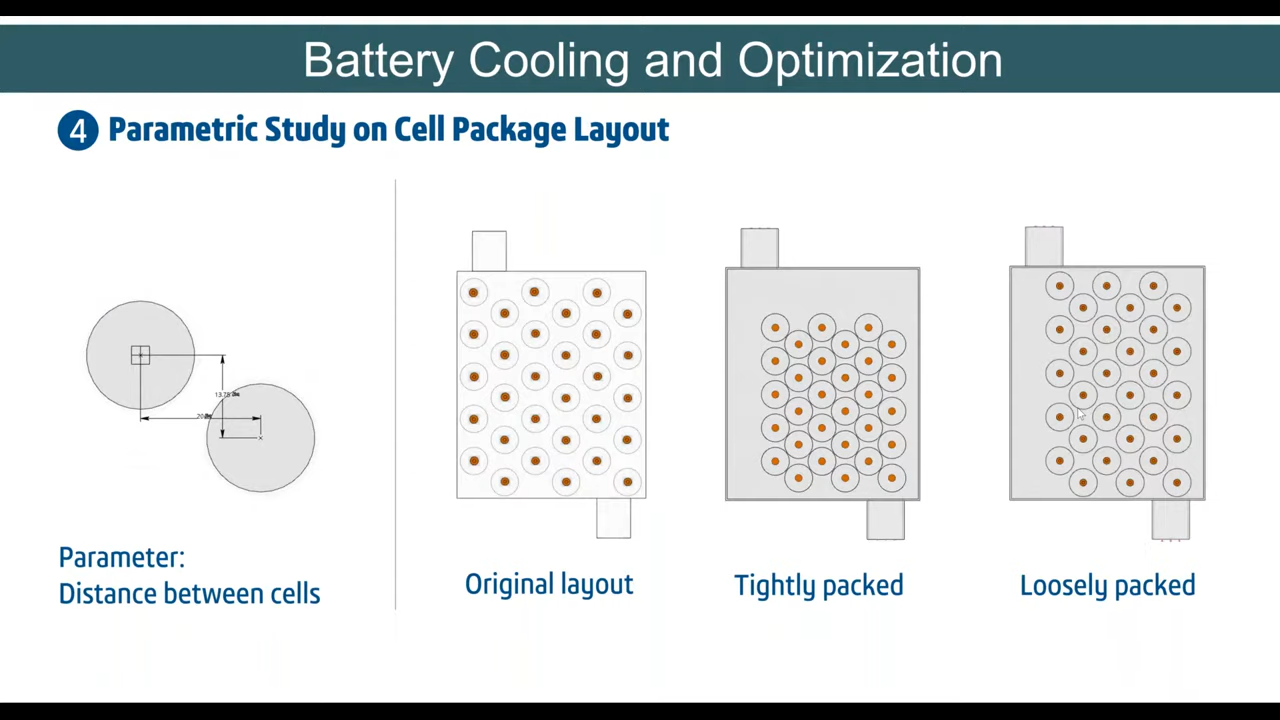 Battery Cooling and Optimization
4 Parametric Study on Cell Package Layout
Parameter:
Distance between cells
Original layout
Tightly packed
Loosely packed